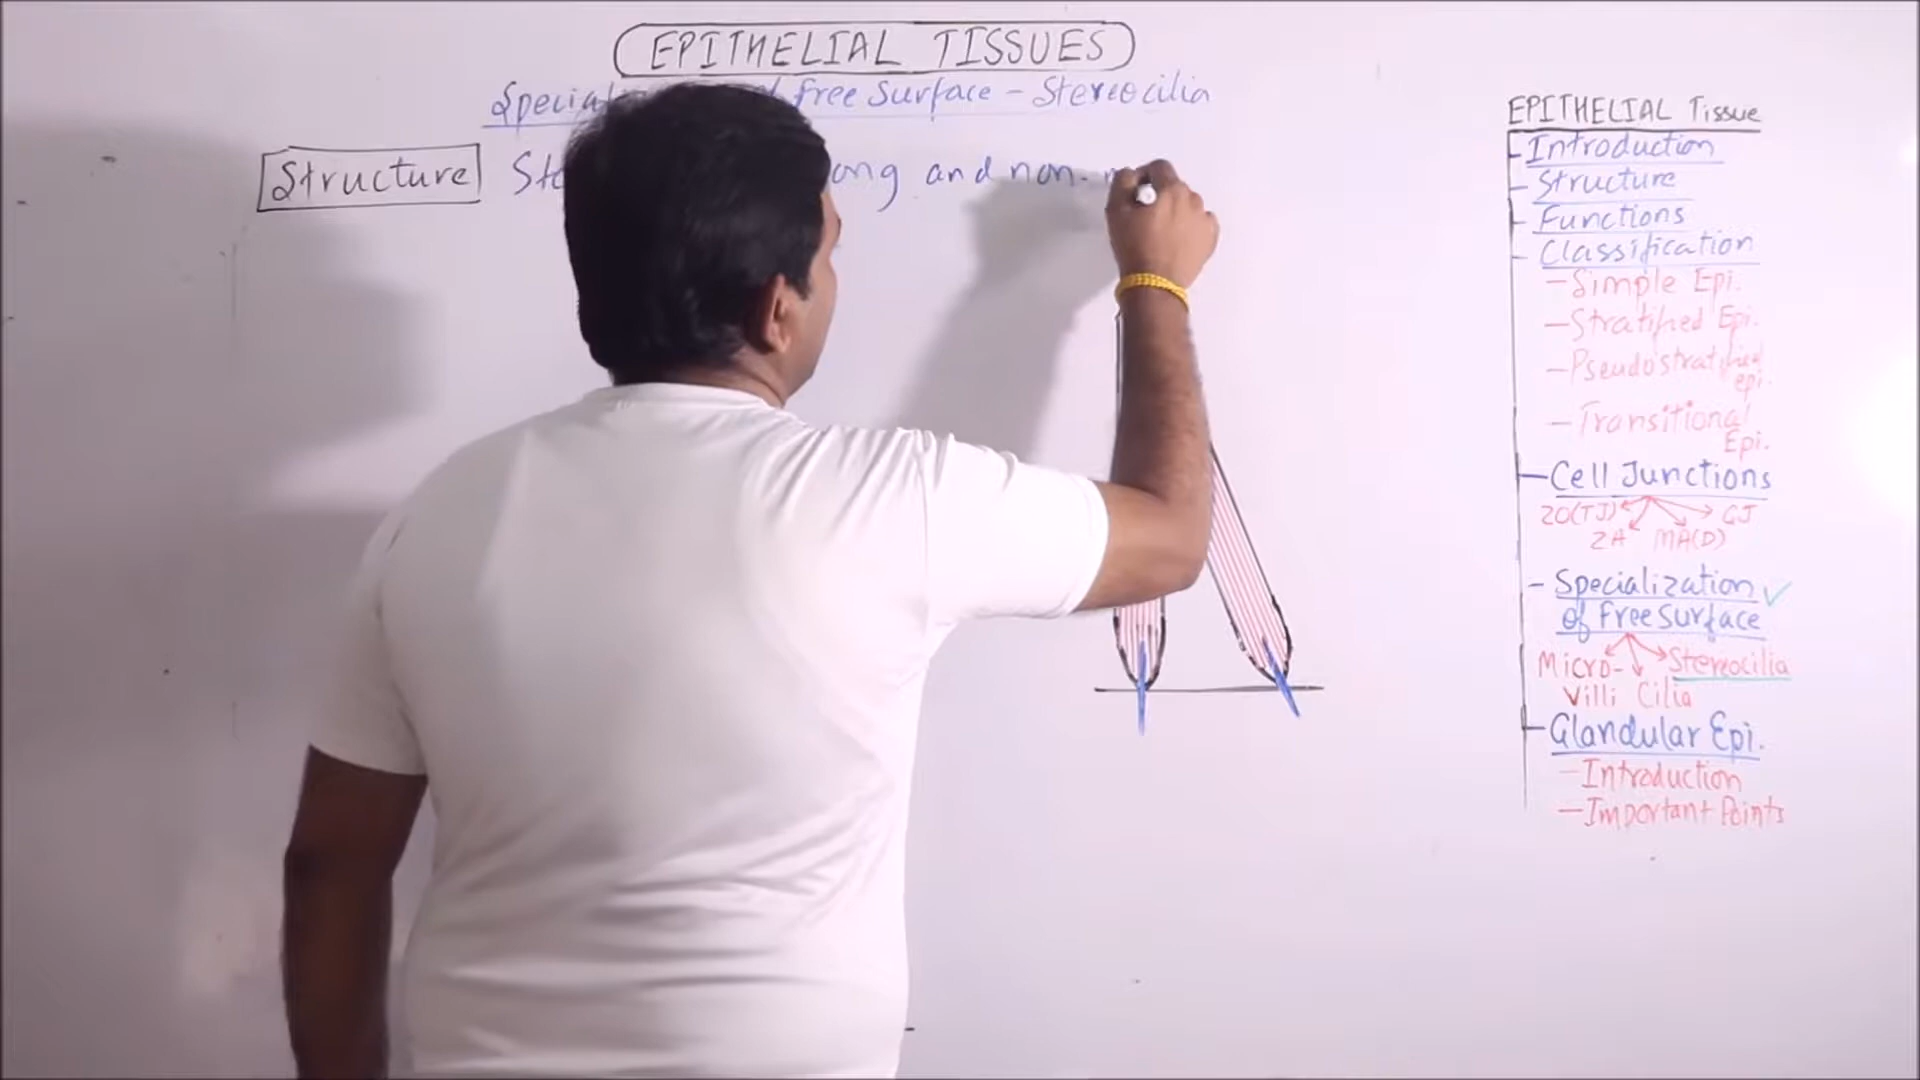 EPITHELIAL TISSUES
free Surface - Stereocilia
Structure
and non-
EPITHELIAL Tissue
Introduction
- Structure
- Functions
- Classification
- Simple Epi.
- Stratified Epi.
- Pseudostratified
epi.
- Transitional
Epi.
- Cell Junctions
ZO(TJ) GJ
ZA MA(D)
- Specialization ✓
of free surface
Micro- Stereocilia
Villi Cilia
- Glandular Epi.
- Introduction
- Important Points